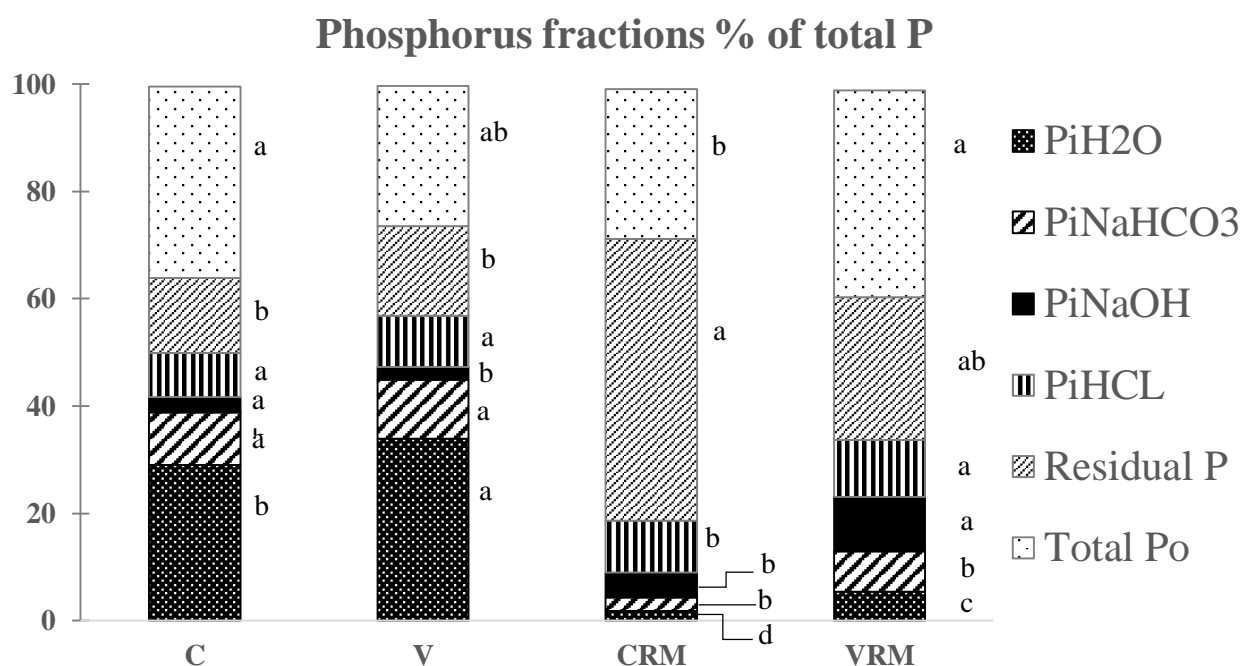 Phosphorus fractions % of total P
100
80
60
40
20
0
a
b
a
a
a
b
ab
b
a
b
a
a
b
a
b
b
b
d
a
ab
a
a
b
c
C
V
CRM
VRM
PiH2O
PiNaHCO3
PiNaOH
PiHCL
Residual P
Total Po